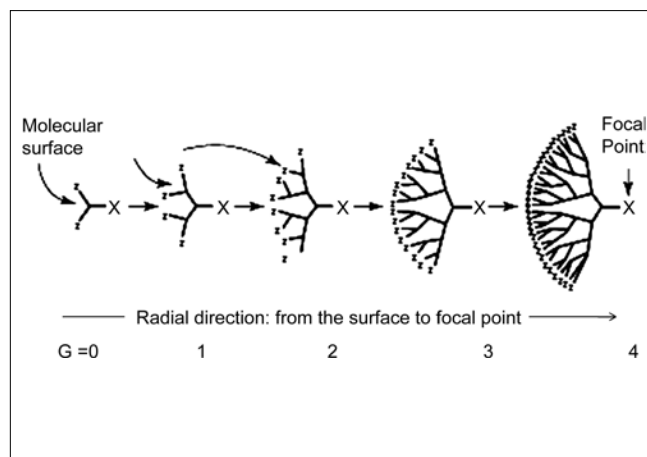 Molecular
surface
Focal
Point:
z
z
X
z
z
z
z
X
z
z
z
z
z
z
z
z
X
X
X
Radial direction: from the surface to focal point
G =0 1 2 3 4